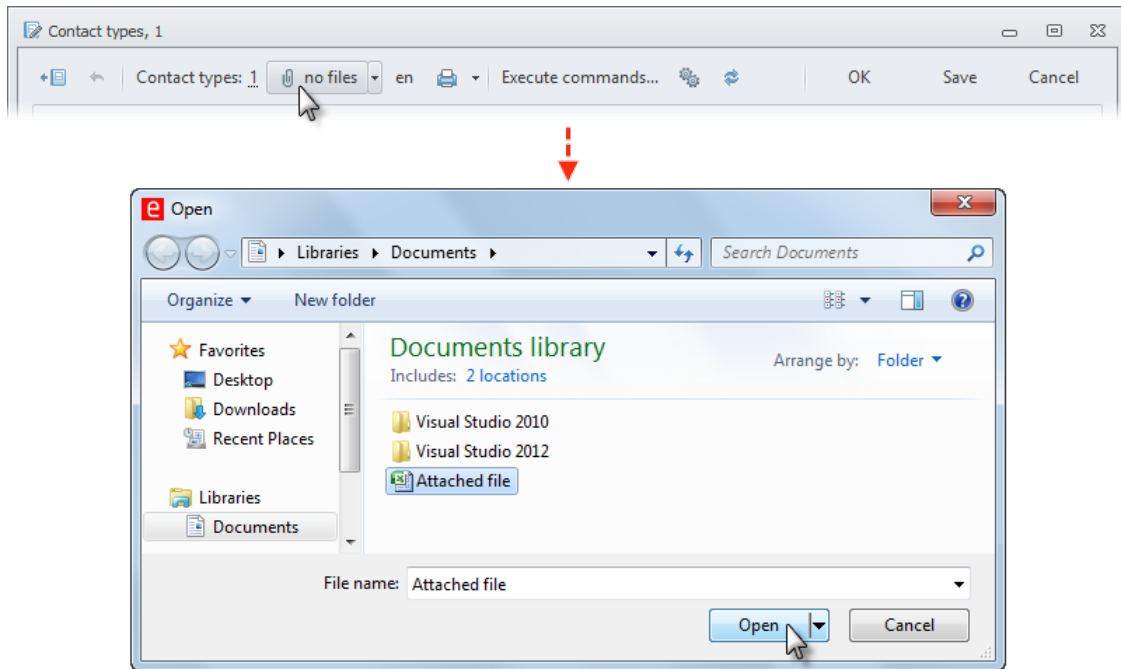 Contact types, 1
Contact types: 1 no files en Execute commands... OK Save Cancel
e Open
Libraries Documents Search Documents
Organize New folder
Favorites
Desktop
Downloads
Recent Places
Libraries
Documents
Documents library
Includes: 2 locations
Arrange by: Folder
Visual Studio 2010
Visual Studio 2012
Attached file
File name: Attached file
Open Cancel